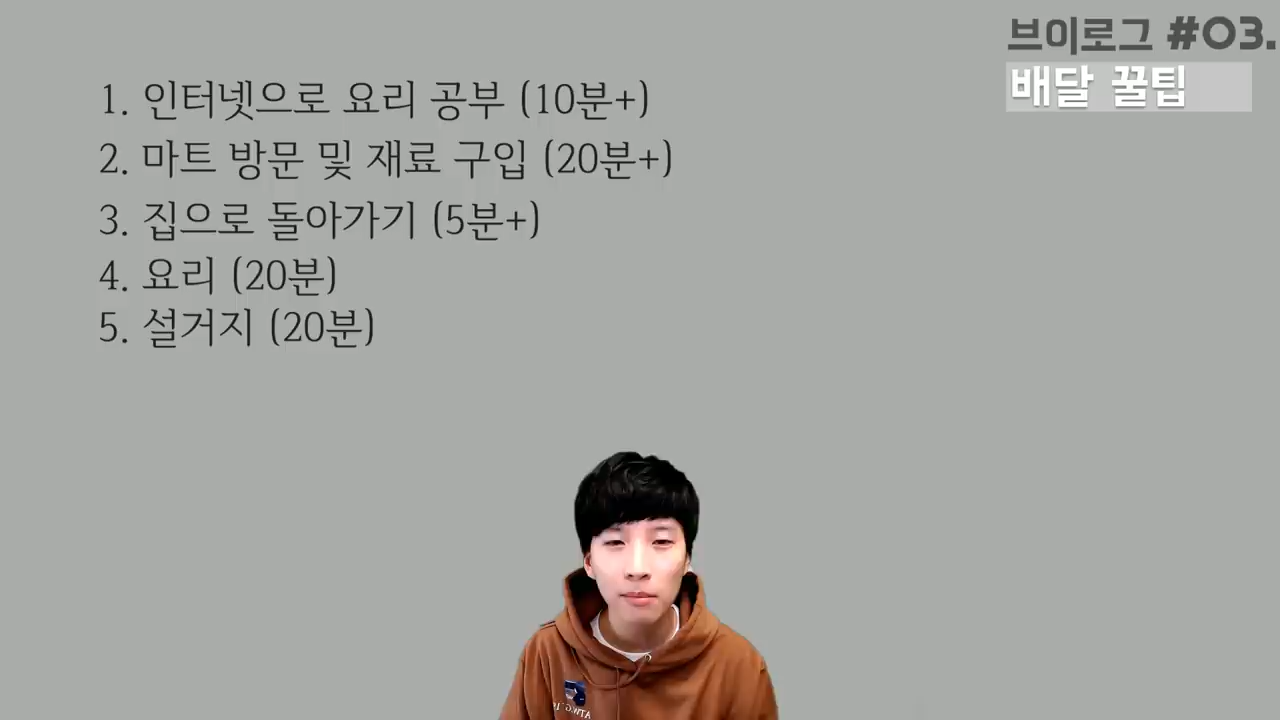 브이로그 #03.
배달 꿀팁
1. 인터넷으로 요리 공부 (10분+)
2. 마트 방문 및 재료 구입 (20분+)
3. 집으로 돌아가기 (5분+)
4. 요리 (20분)
5. 설거지 (20분)